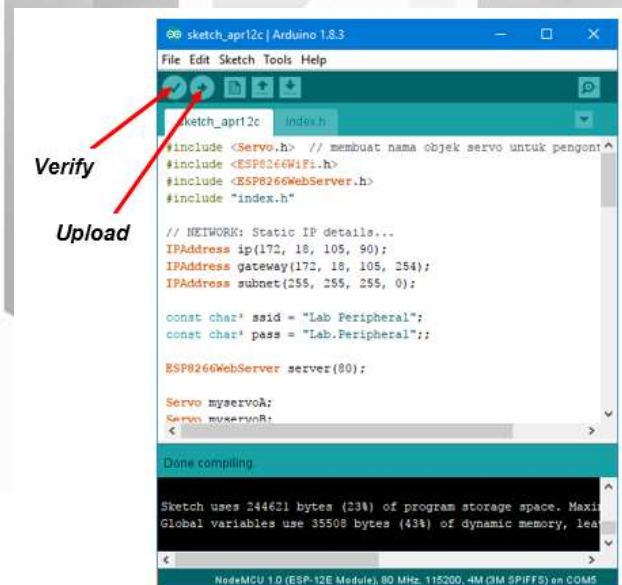 sketch_apr12c | Arduino 1.8.3
File Edit Sketch Tools Help
sketch_apr12c index.h
#include <Servo.h> // membuat nama objek servo untuk
#include <ESP8266WiFi.h>
#include <ESP8266WebServer.h>
#include "index.h"
// NETWORK: Static IP details...
IPAddress ip(172, 18, 105, 90);
IPAddress gateway(172, 18, 105, 254);
IPAddress subnet(255, 255, 255, 0);
const char* ssid = "Lab Peripheral";
const char* pass = "Lab.Peripheral";;
ESP8266WebServer server(80);
Servo myservoA;
Servo myservoB;
Verify
Upload
Done compiling.
Sketch uses 244621 bytes (23%) of program storage space.
Global variables use 35508 bytes (43%) of dynamic memory,
NodeMCU 1.0 (ESP-12E Module), 80 MHz, 115200, 4M (3M SPIFFS) on COM5